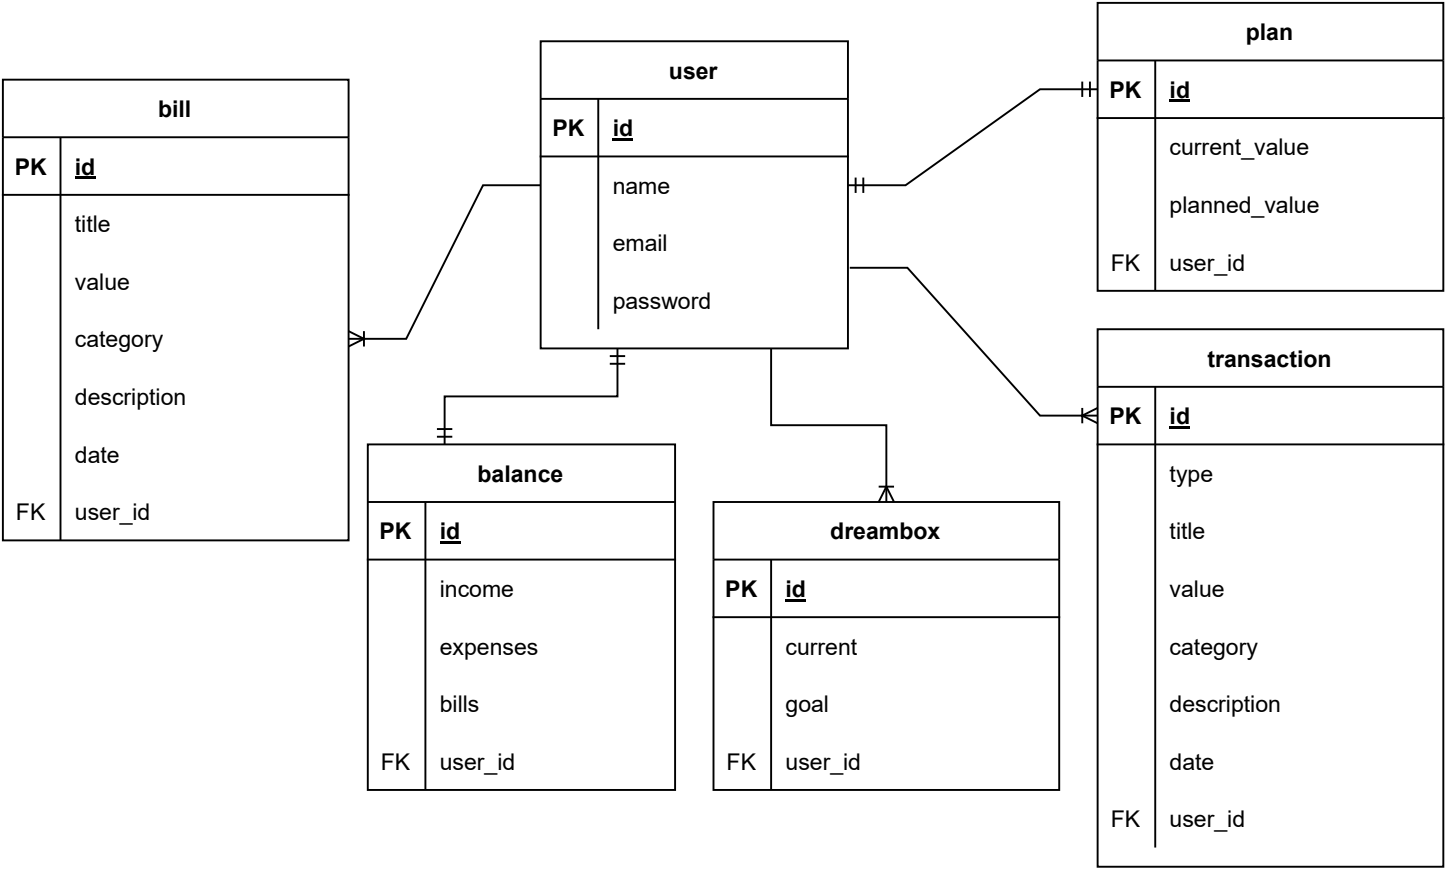 bill
PK id
title
value
category
description
date
FK user_id
user
PK id
name
email
password
plan
PK id
current_value
planned_value
FK user_id
balance
PK id
income
expenses
bills
FK user_id
dreambox
PK id
current
goal
FK user_id
transaction
PK id
type
title
value
category
description
date
FK user_id